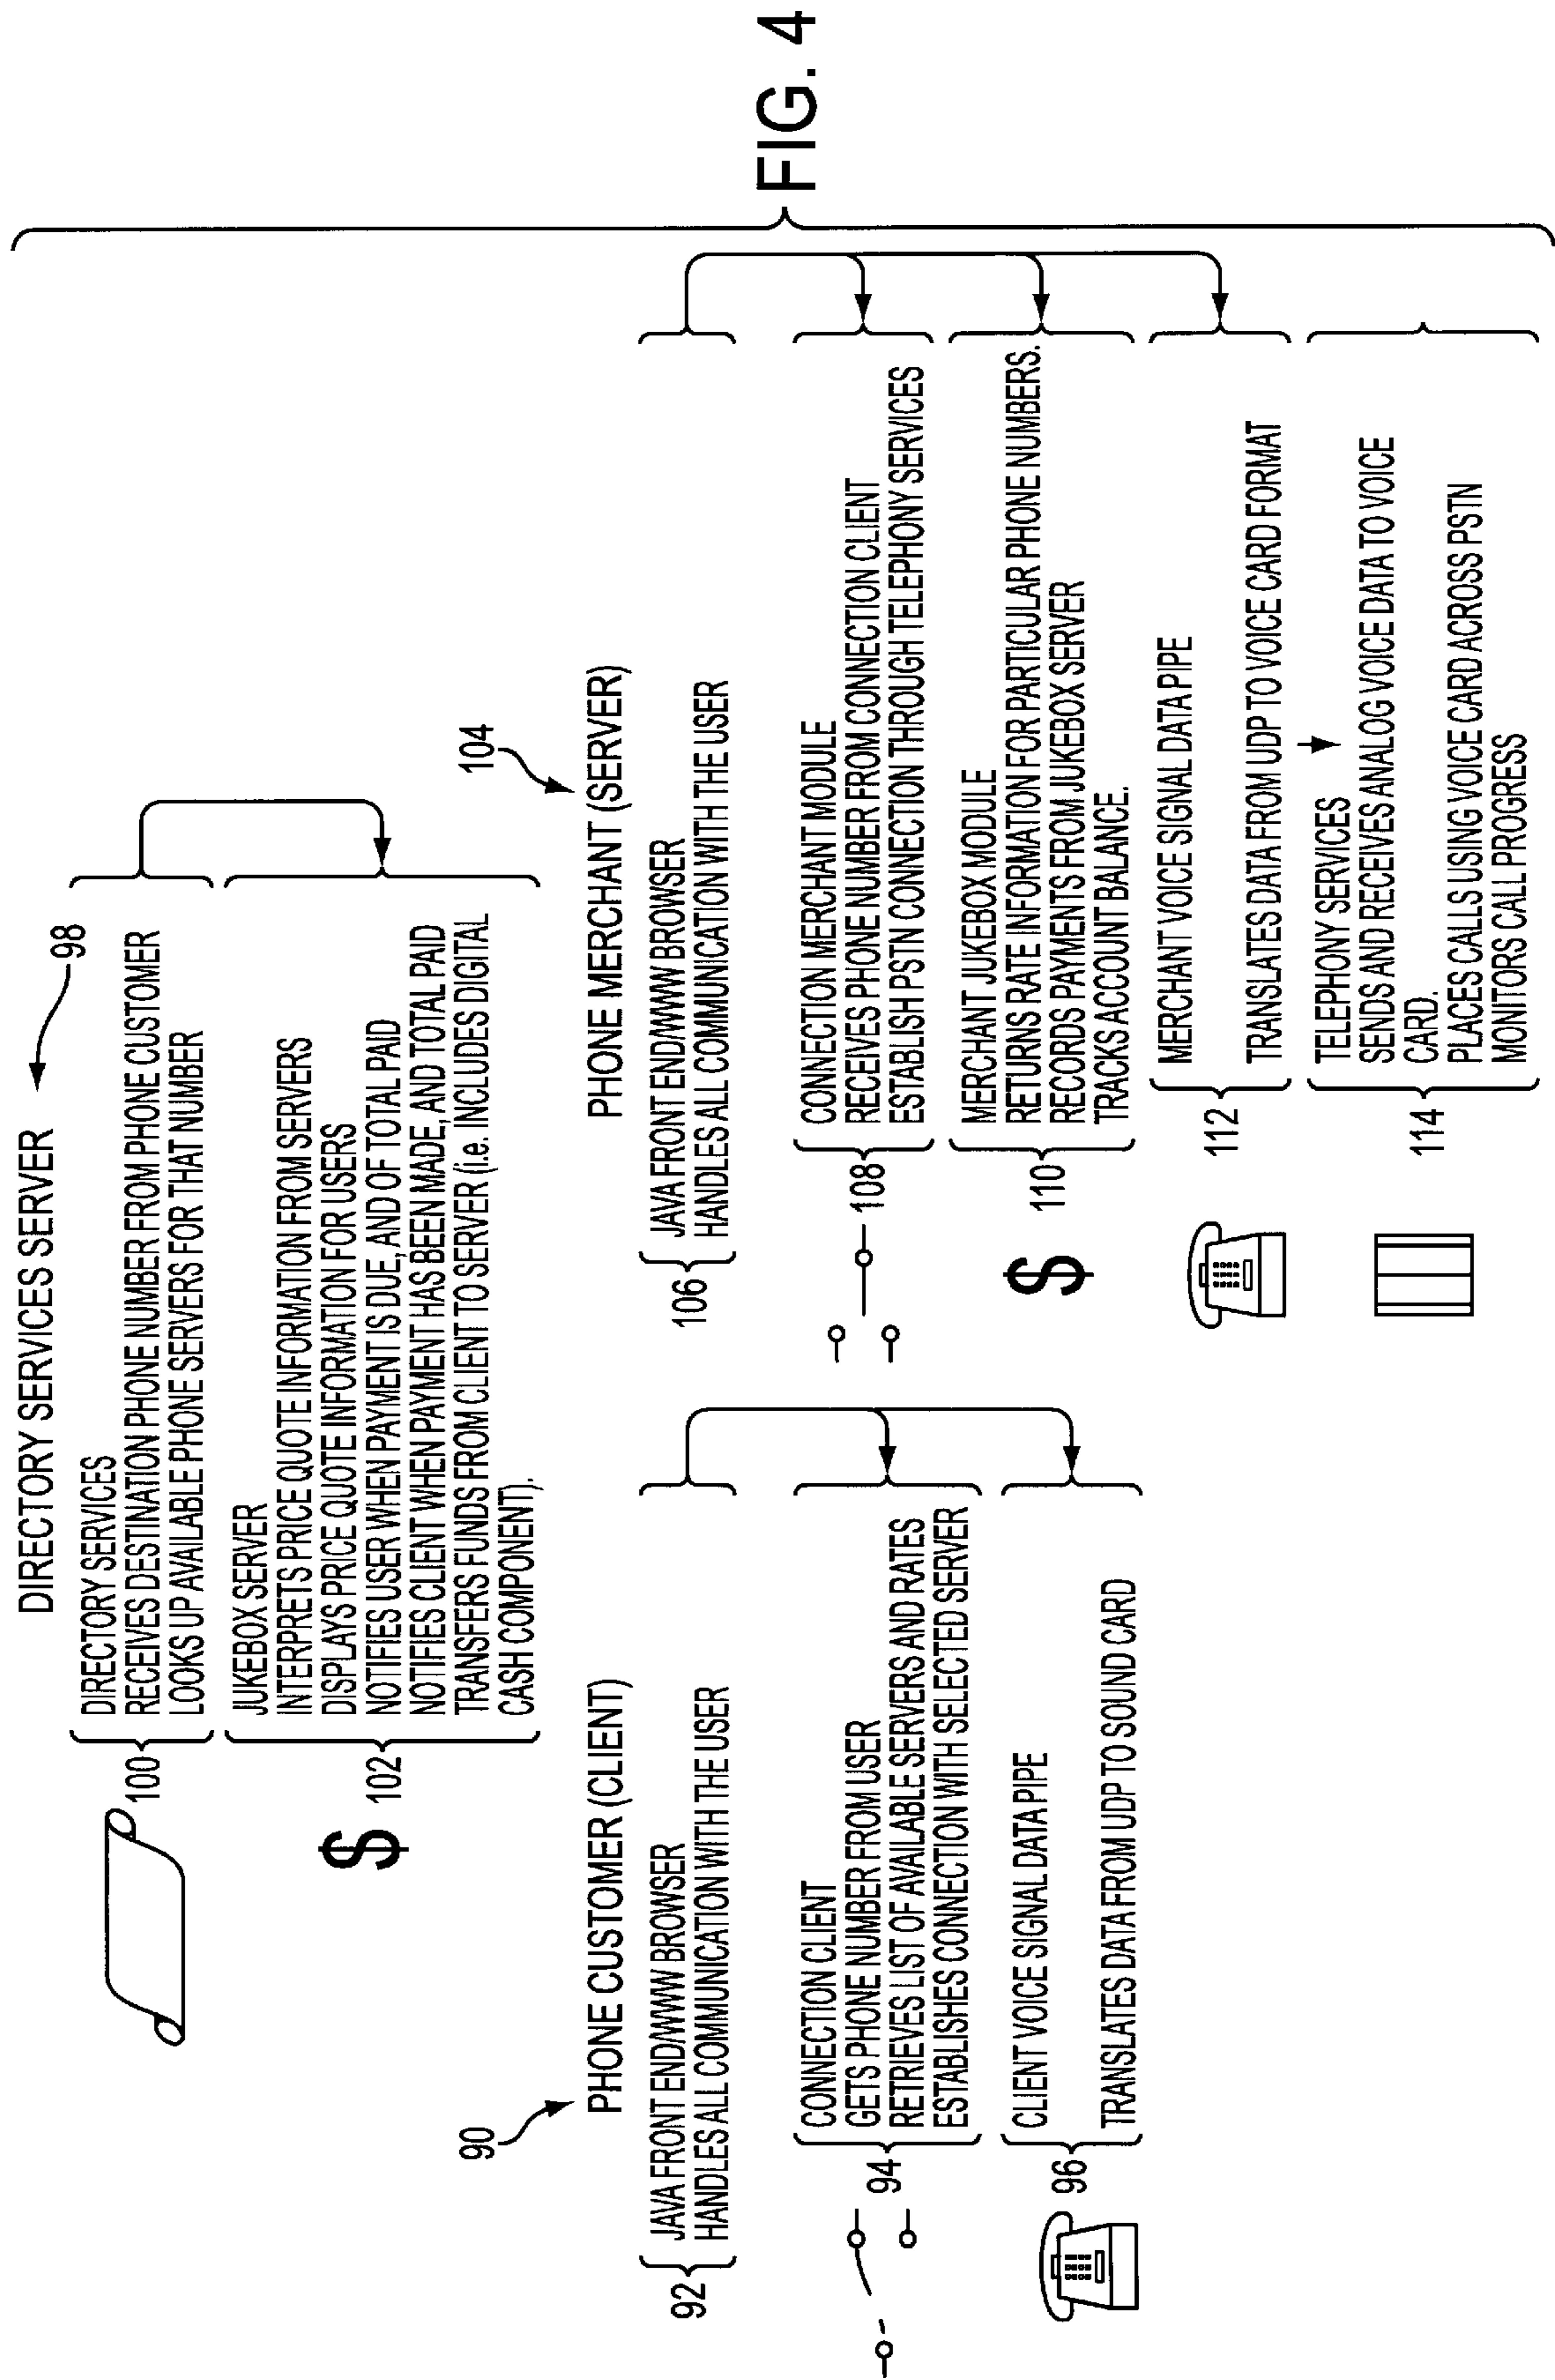 DIRECTORY SERVICES SERVER
98
100
DIRECTORY SERVICES
RECEIVES DESTINATION PHONE NUMBER FROM PHONE CUSTOMER
LOOKS UP AVAILABLE PHONE SERVERS FOR THAT NUMBER
$
102
JUKEBOX SERVER
INTERPRETS PRICE QUOTE INFORMATION FROM SERVERS
DISPLAYS PRICE QUOTE INFORMATION FOR USERS
NOTIFIES USER WHEN PAYMENT IS DUE, AND OF TOTAL PAID
NOTIFIES CLIENT WHEN PAYMENT HAS BEEN MADE, AND TOTAL PAID
TRANSFERS FUNDS FROM CLIENT TO SERVER (i.e. INCLUDES DIGITAL
CASH COMPONENT).
90
PHONE CUSTOMER (CLIENT)
92
JAVA FRONT END/WWW BROWSER
HANDLES ALL COMMUNICATION WITH THE USER
94
CONNECTION CLIENT
GETS PHONE NUMBER FROM USER
RETRIEVES LIST OF AVAILABLE SERVERS AND RATES
ESTABLISHES CONNECTION WITH SELECTED SERVER
96
CLIENT VOICE SIGNAL DATA PIPE
TRANSLATES DATA FROM UDP TO SOUND CARD
104
PHONE MERCHANT (SERVER)
106
JAVA FRONT END/WWW BROWSER
HANDLES ALL COMMUNICATION WITH THE USER
108
CONNECTION MERCHANT MODULE
RECEIVES PHONE NUMBER FROM CONNECTION CLIENT
ESTABLISH PSTN CONNECTION THROUGH TELEPHONY SERVICES
$
110
MERCHANT JUKEBOX MODULE
RETURNS RATE INFORMATION FOR PARTICULAR PHONE NUMBERS.
RECORDS PAYMENTS FROM JUKEBOX SERVER
TRACKS ACCOUNT BALANCE.
112
MERCHANT VOICE SIGNAL DATA PIPE
TRANSLATES DATA FROM UDP TO VOICE CARD FORMAT
114
TELEPHONY SERVICES
SENDS AND RECEIVES ANALOG VOICE DATA TO VOICE
CARD.
PLACES CALLS USING VOICE CARD ACROSS PSTN
MONITORS CALL PROGRESS
FIG. 4